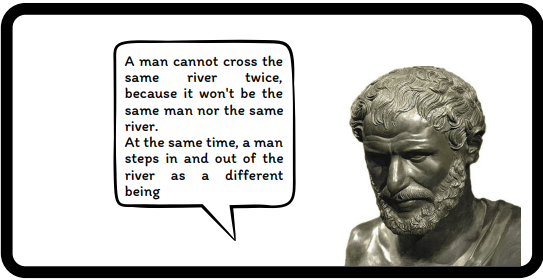 A man cannot cross the
same river twice,
because it won't be the
same man nor the same
river.
At the same time, a man
steps in and out of the
river as a different
being